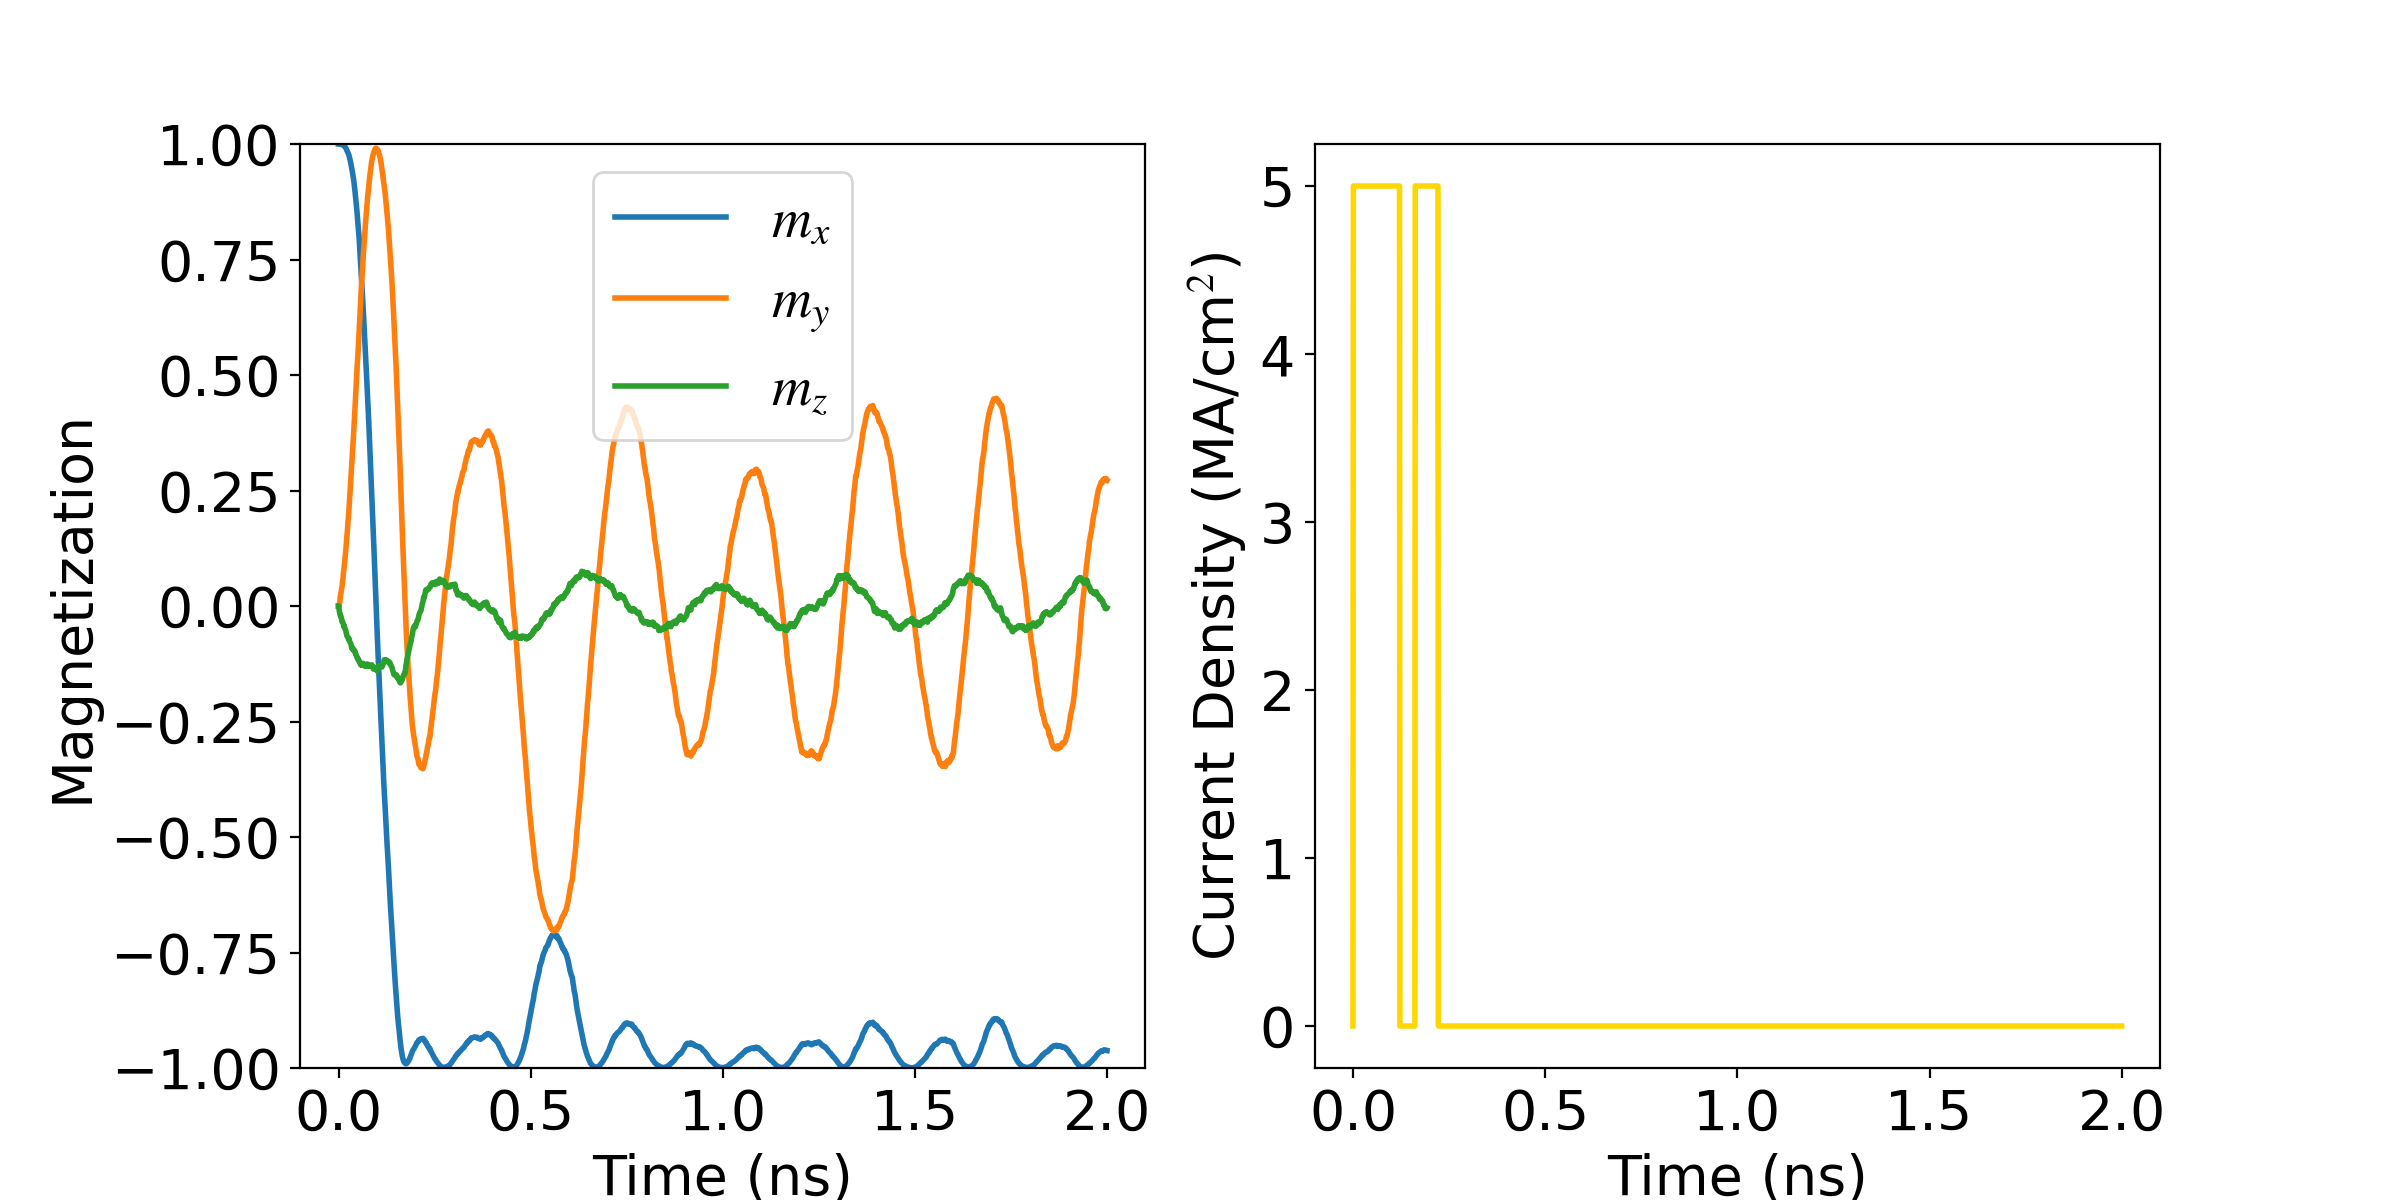 1.00
0.75
0.50
0.25
0.00
−0.25
−0.50
−0.75
−1.00
Magnetization
0.0 0.5 1.0 1.5 2.0
Time (ns)
m_x
m_y
m_z
5
4
3
2
1
0
Current Density (MA/cm²)
0.0 0.5 1.0 1.5 2.0
Time (ns)